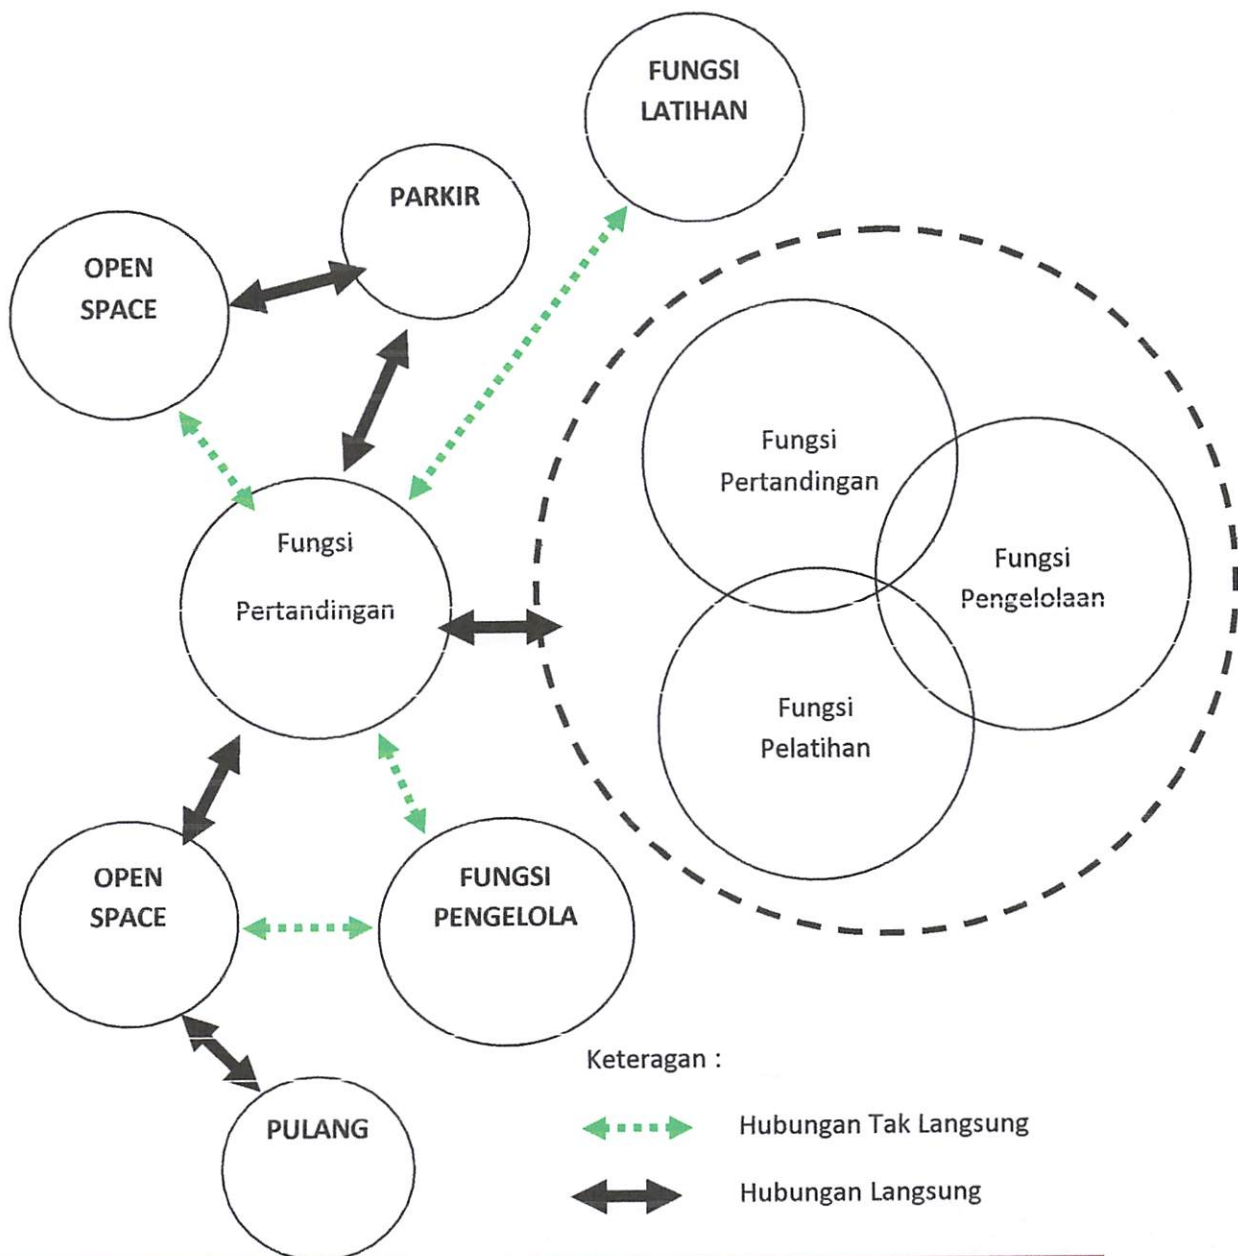 FUNGSI
LATIHAN
PARKIR
OPEN
SPACE
Fungsi
Pertandingan
Fungsi
Pertandingan
Fungsi
Pengelolaan
Fungsi
Pelatihan
OPEN
SPACE
FUNGSI
PENGELOLA
PULANG
Keteragan :
Hubungan Tak Langsung
Hubungan Langsung